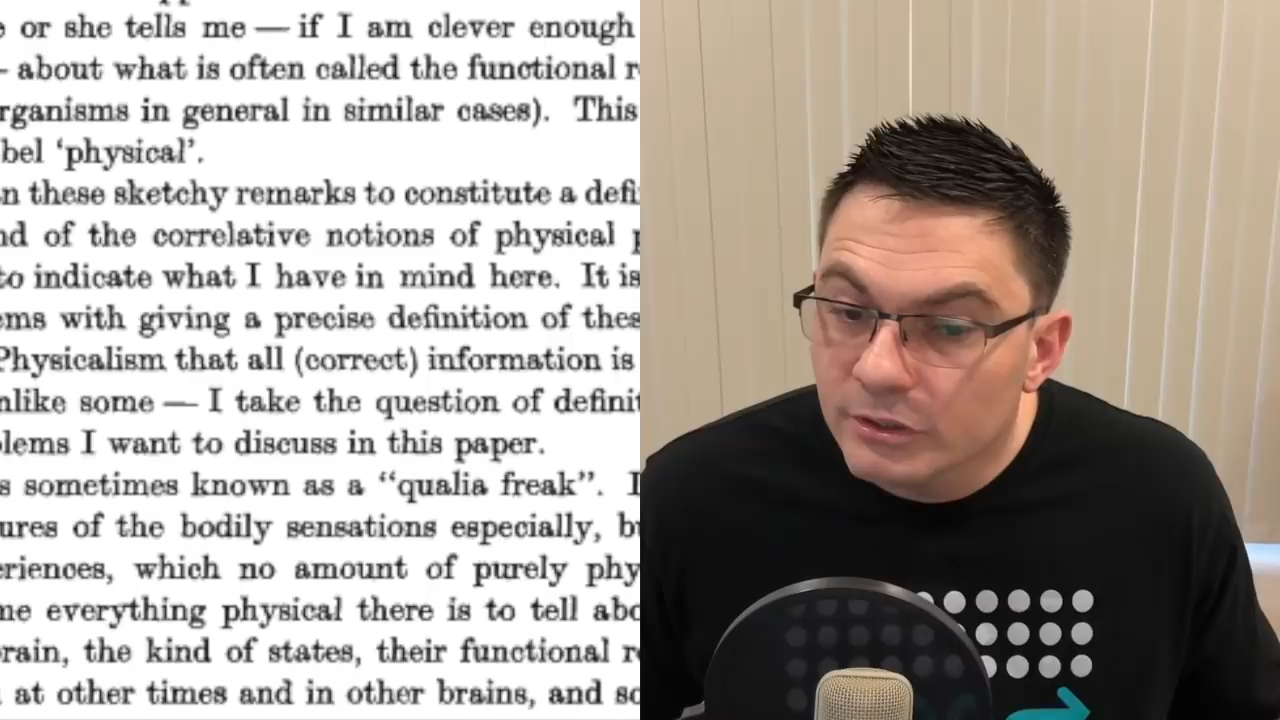 or she tells me — if I am clever enough
- about what is often called the functional
rganisms in general in similar cases). This
bel ‘physical’.
n these sketchy remarks to constitute a defi
nd of the correlative notions of physical
to indicate what I have in mind here. It is
ems with giving a precise definition of thes
Physicalism that all (correct) information is
nlike some — I take the question of definit
lems I want to discuss in this paper.
s sometimes known as a “qualia freak”. I
ures of the bodily sensations especially, bu
eriences, which no amount of purely phy
me everything physical there is to tell abo
rain, the kind of states, their functional r
at other times and in other brains, and so